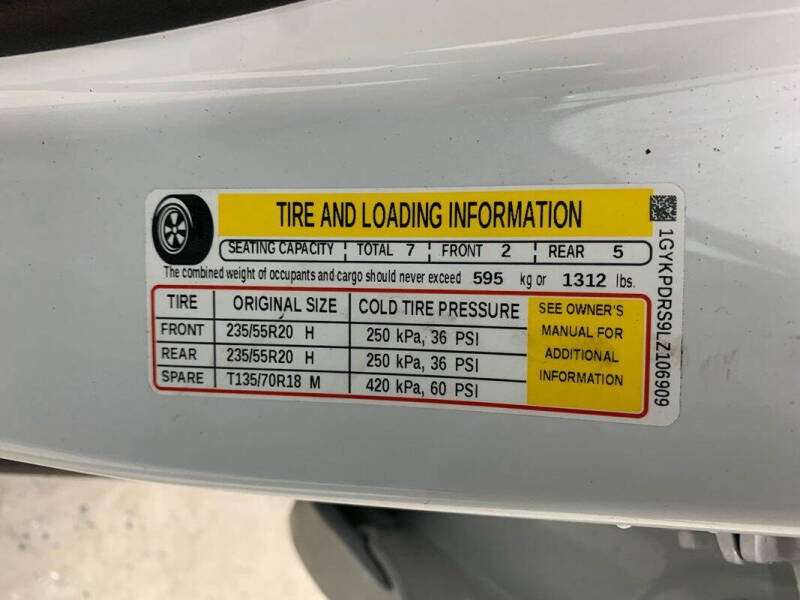 TIRE AND LOADING INFORMATION
SEATING CAPACITY TOTAL 7 FRONT 2 REAR 5
The combined weight of occupants and cargo should never exceed 595 kg or 1312 lbs.
TIRE ORIGINAL SIZE COLD TIRE PRESSURE
FRONT 235/55R20 H 250 kPa, 36 PSI
REAR 235/55R20 H 250 kPa, 36 PSI
SPARE T135/70R18 M 420 kPa, 60 PSI
SEE OWNER'S
MANUAL FOR
ADDITIONAL
INFORMATION
1GYKPDRS9LZ106909